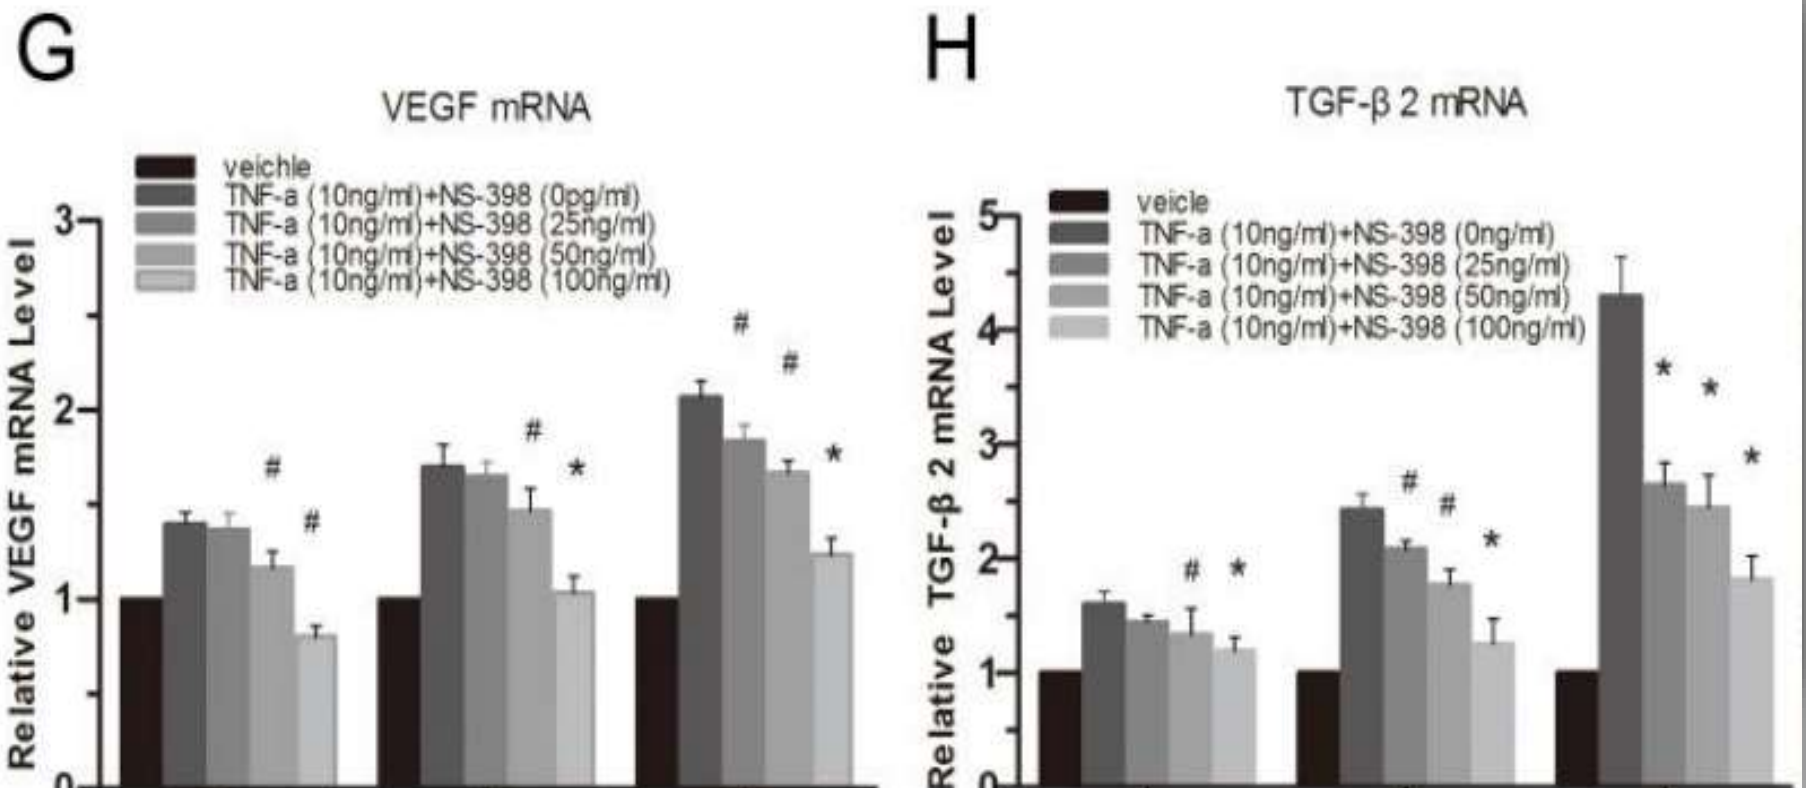 G
VEGF mRNA
veichle
TNF-a (10ng/ml)+NS-398 (0pg/ml)
TNF-a (10ng/ml)+NS-398 (25ng/ml)
TNF-a (10ng/ml)+NS-398 (50ng/ml)
TNF-a (10ng/ml)+NS-398 (100ng/ml)
Relative VEGF mRNA Level
3
2
1
0
# # # * # # *
H
TGF-β 2 mRNA
veicle
TNF-a (10ng/ml)+NS-398 (0ng/ml)
TNF-a (10ng/ml)+NS-398 (25ng/ml)
TNF-a (10ng/ml)+NS-398 (50ng/ml)
TNF-a (10ng/ml)+NS-398 (100ng/ml)
Relative TGF-β 2 mRNA Level
5
4
3
2
1
0
# * # # * * * *